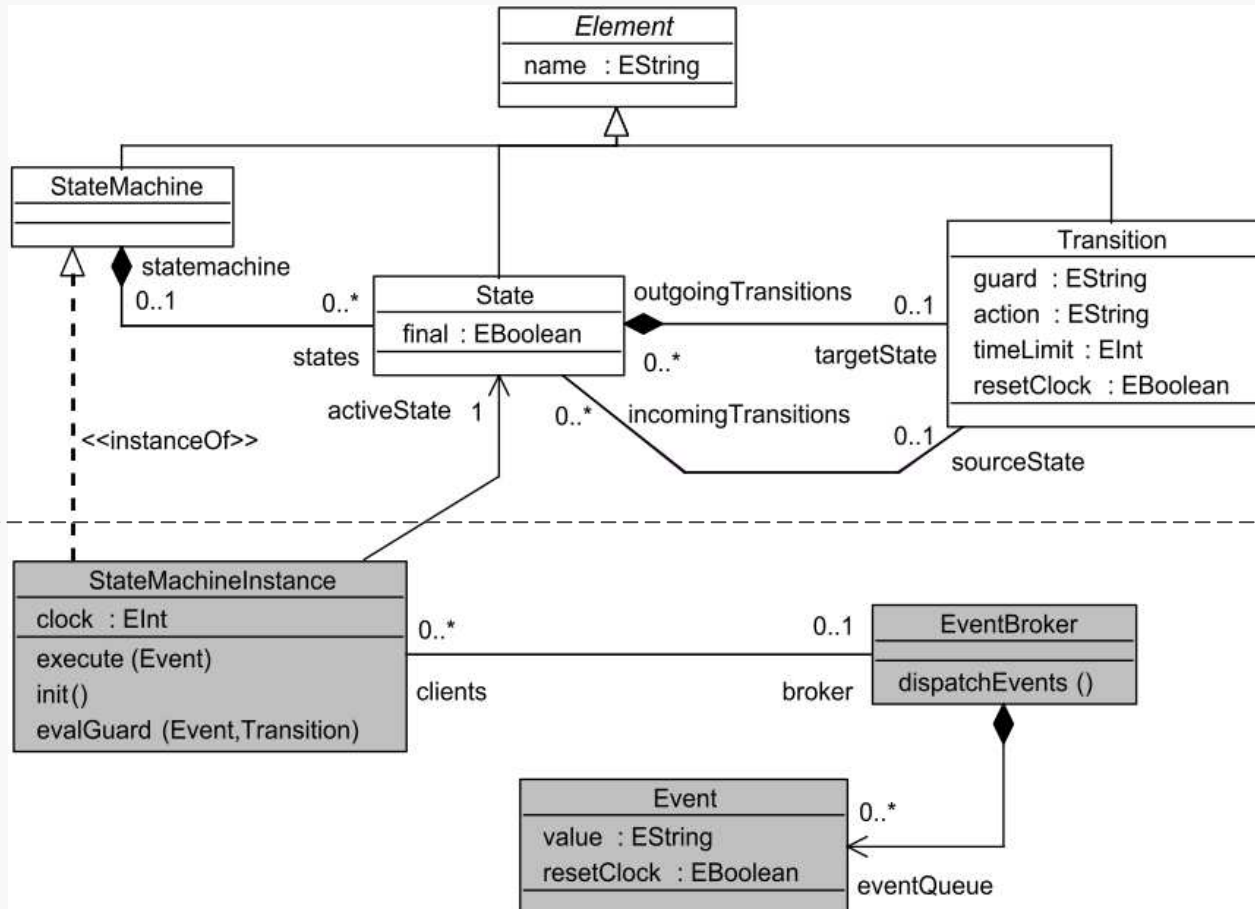 Element
name : EString
StateMachine
statemachine
0..1
0..*
states
State
final : EBoolean
outgoingTransitions
0..1
0..*
targetState
Transition
guard : EString
action : EString
timeLimit : EInt
resetClock : EBoolean
activeState
1
0..*
incomingTransitions
0..1
sourceState
<<instanceOf>>
StateMachineInstance
clock : EInt
execute (Event)
init()
evalGuard (Event,Transition)
0..*
clients
0..1
broker
EventBroker
dispatchEvents ()
Event
value : EString
resetClock : EBoolean
0..*
eventQueue